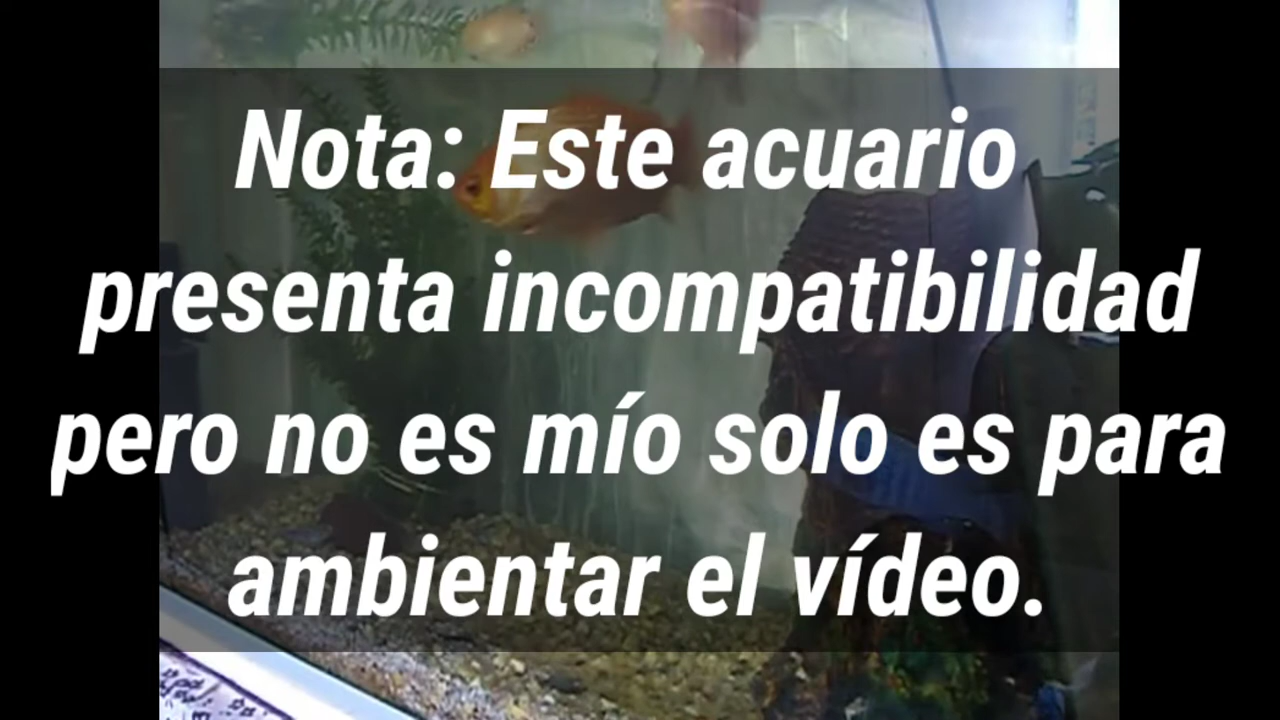 Nota: Este acuario
presenta incompatibilidad
pero no es mío solo es para
ambientar el vídeo.